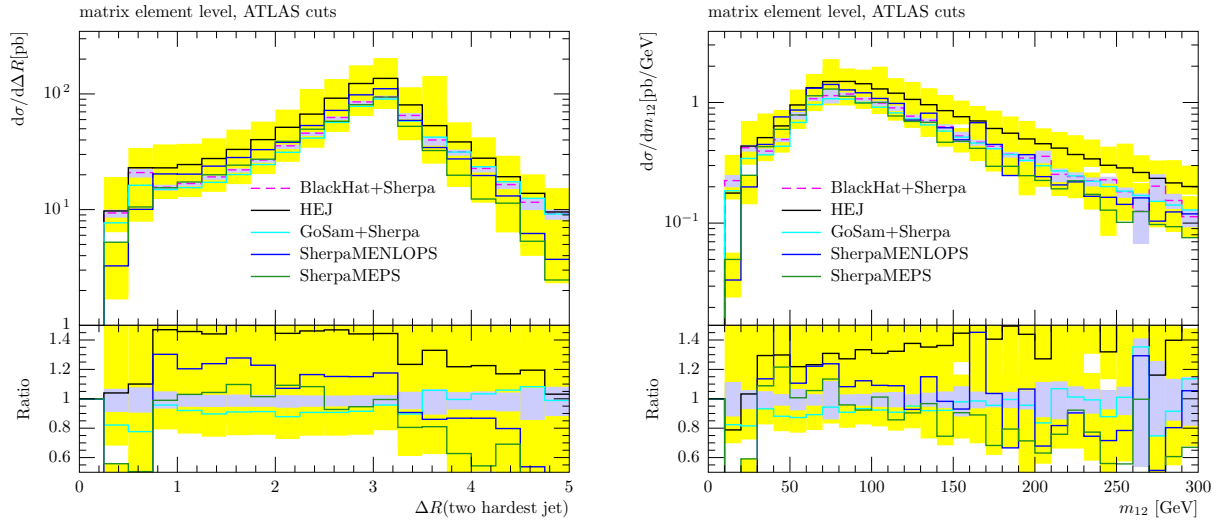 matrix element level, ATLAS cuts
dσ/dΔR[pb]
10²
10¹
1
BlackHat+Sherpa
HEJ
GoSam+Sherpa
SherpaMENLOPS
SherpaMEPS
Ratio
1.4
1.2
1.0
0.8
0.6
0 1 2 3 4 5
ΔR(two hardest jet)
matrix element level, ATLAS cuts
dσ/dm₁₂[pb/GeV]
1
10⁻¹
BlackHat+Sherpa
HEJ
GoSam+Sherpa
SherpaMENLOPS
SherpaMEPS
Ratio
1.4
1.2
1.0
0.8
0.6
0 50 100 150 200 250 300
m₁₂ [GeV]